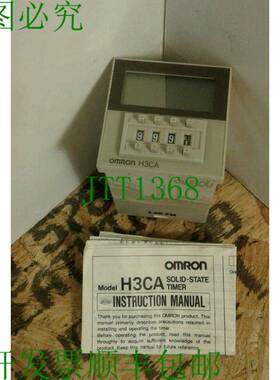 图必究
OMRON H3CA
9 9 9
JTT1368
OMRON
Model H3CA SOLID-STATE TIMER
INSTRUCTION MANUAL
Thank you for purchasing this OMRON product. This
manual primarily describes precautions required in
installing and operating the timer.
Before operating the product, read this manual
thoroughly to acquire sufficient knowledge of the
product. Keep this manual for future reference.
开发票顺丰包邮